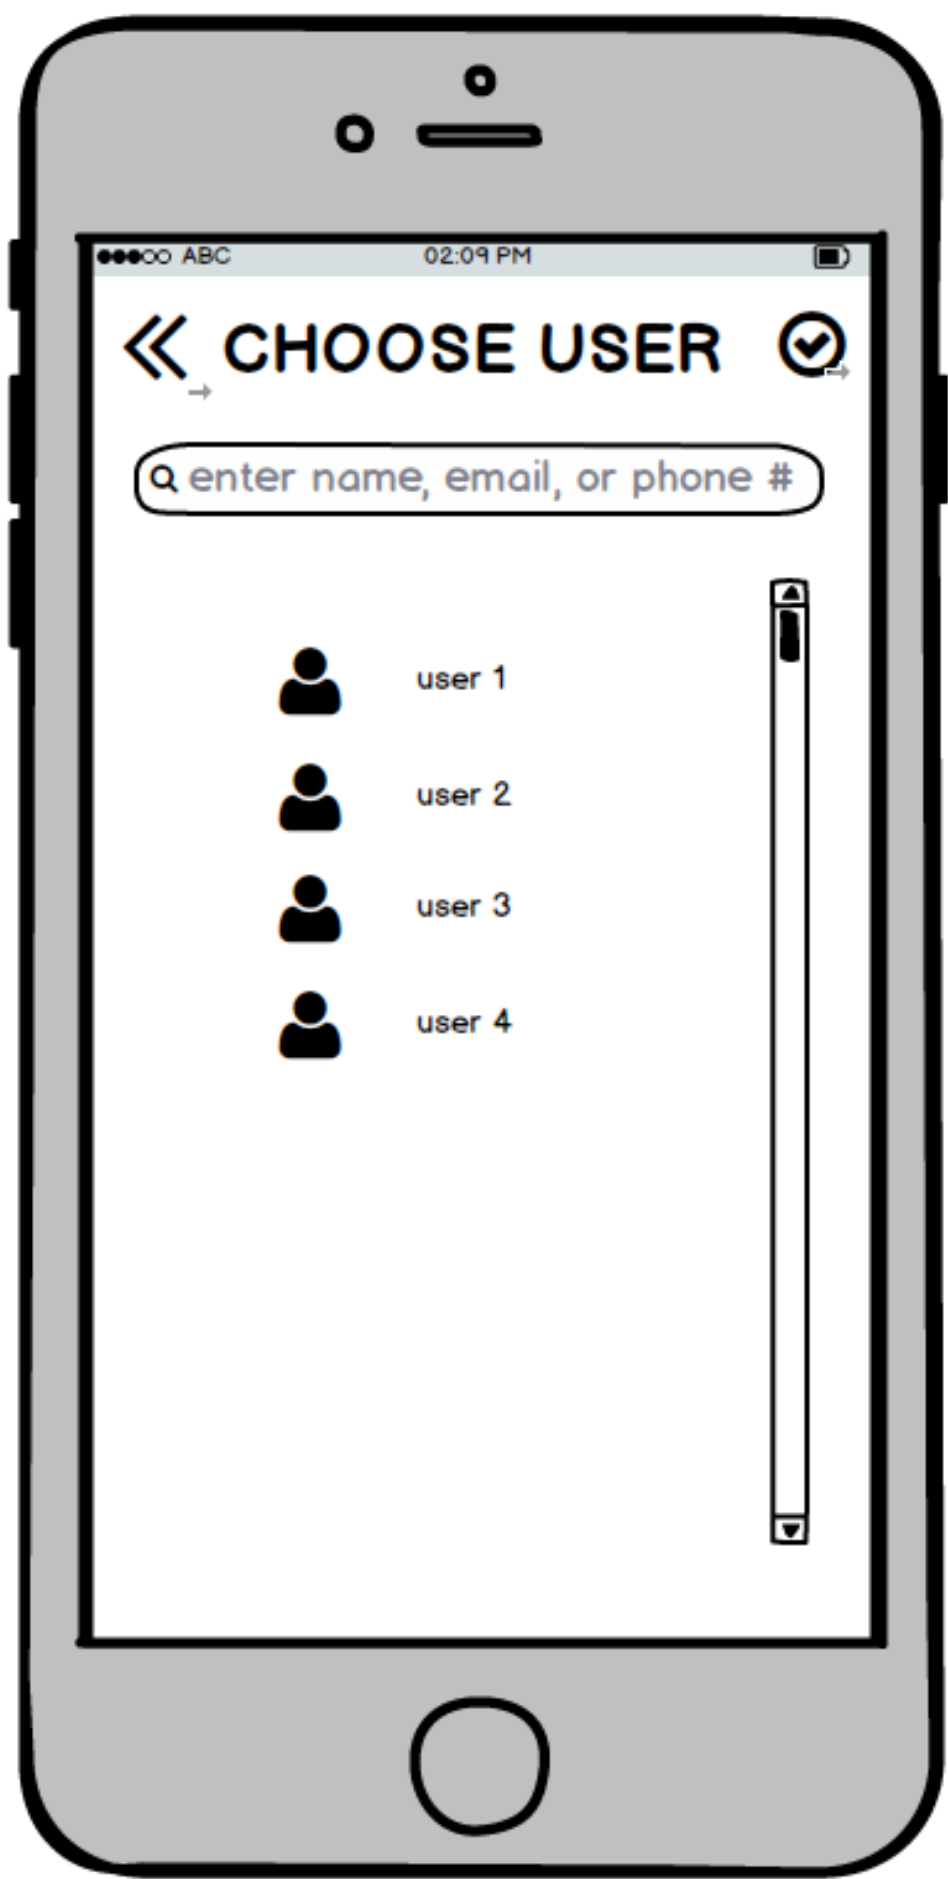 ABC 02:09 PM
CHOOSE USER
enter name, email, or phone #
user 1
user 2
user 3
user 4